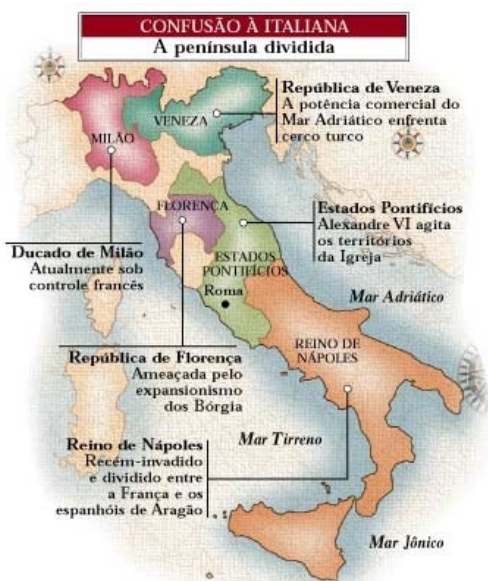 CONFUSÃO À ITALIANA
A península dividida
República de Veneza
A potência comercial do
Mar Adriático enfrenta
cerco turco
MILÃO
VENEZA
FLORENÇA
Estados Pontifícios
Alexandre VI agita
os territórios
da Igreja
Ducado de Milão
Atualmente sob
controle francês
ESTADOS
PONTIFÍCIOS
Roma
Mar Adriático
República de Florença
Ameaçada pelo
expansionismo
dos Bórgia
REINO DE
NÁPOLES
Reino de Nápoles
Recém-invadido
e dividido entre
a França e os
espanhóis de Aragão
Mar Tirreno
Mar Jônico